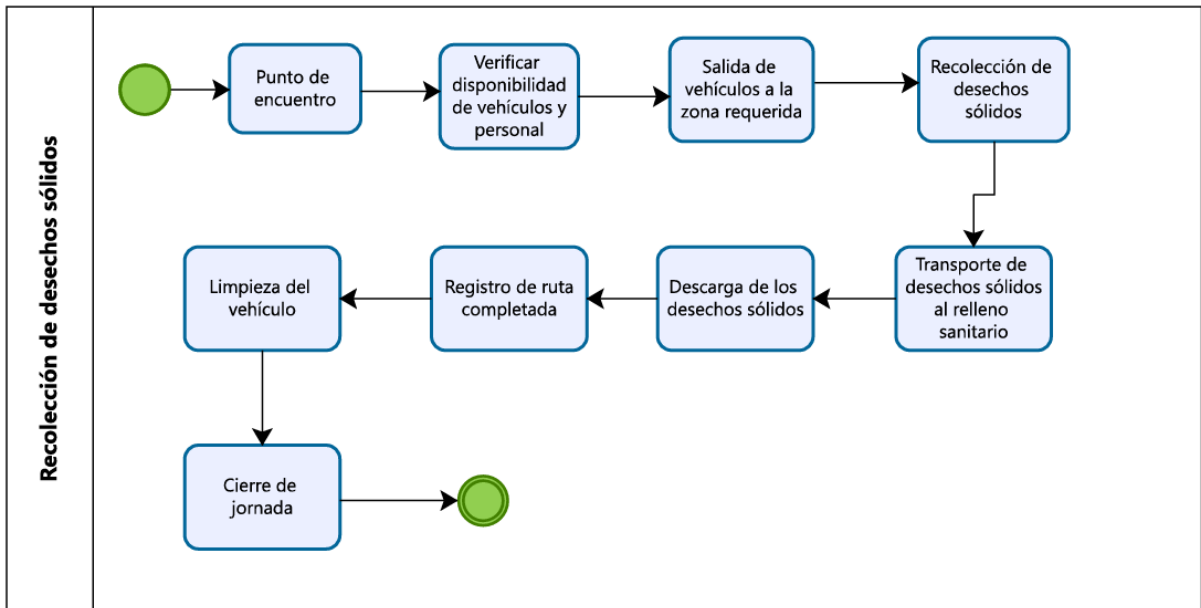 Recolección de desechos sólidos
Punto de
encuentro
Verificar
disponibilidad
de vehículos y
personal
Salida de
vehículos a la
zona requerida
Recolección de
desechos
sólidos
Transporte de
desechos sólidos
al relleno
sanitario
Descarga de los
desechos sólidos
Registro de ruta
completada
Limpieza del
vehículo
Cierre de
jornada